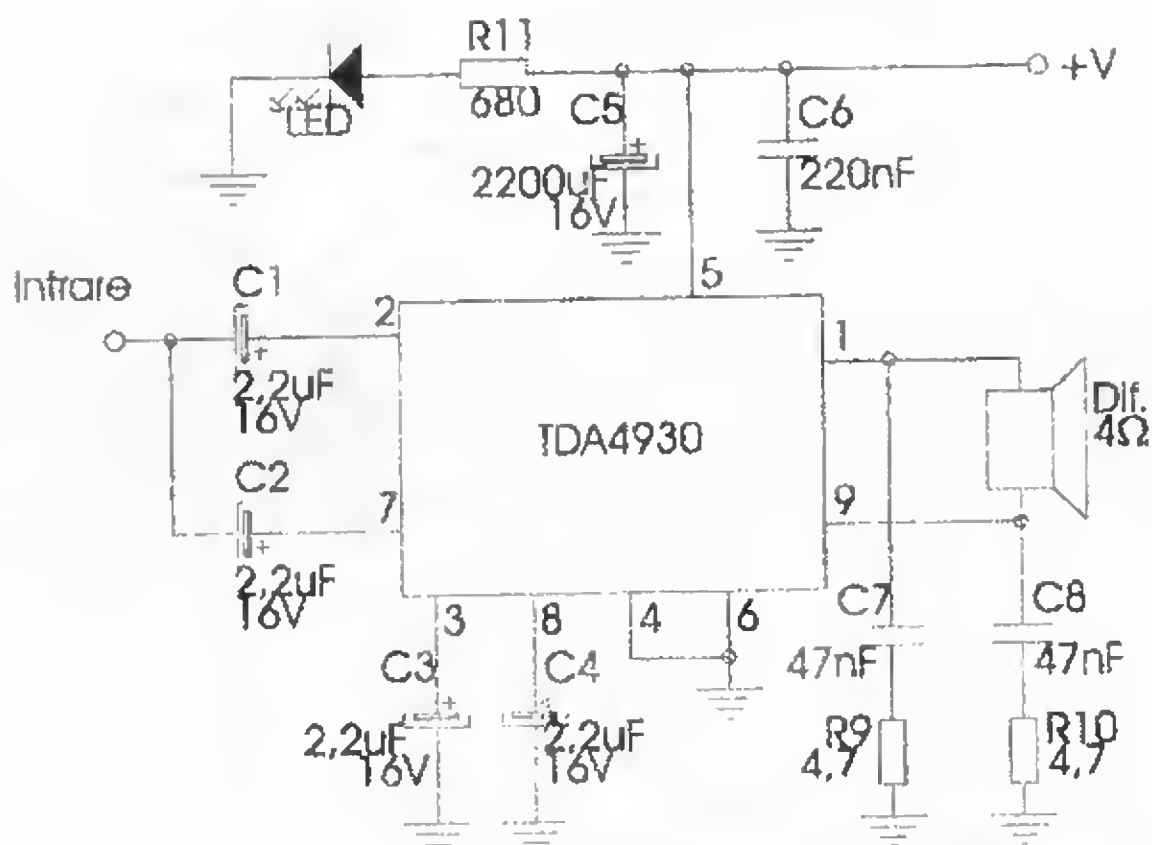 R11
680
LED
+V
C5
2200uF
16V
C6
220nF
5
Intrare
C1
2
2,2uF
16V
C2
7
2,2uF
16V
TDA4930
1
Dif.
4Ω
9
3
8
4
6
C3
2,2uF
16V
C4
2,2uF
16V
C7
47nF
C8
47nF
R9
4,7
R10
4,7